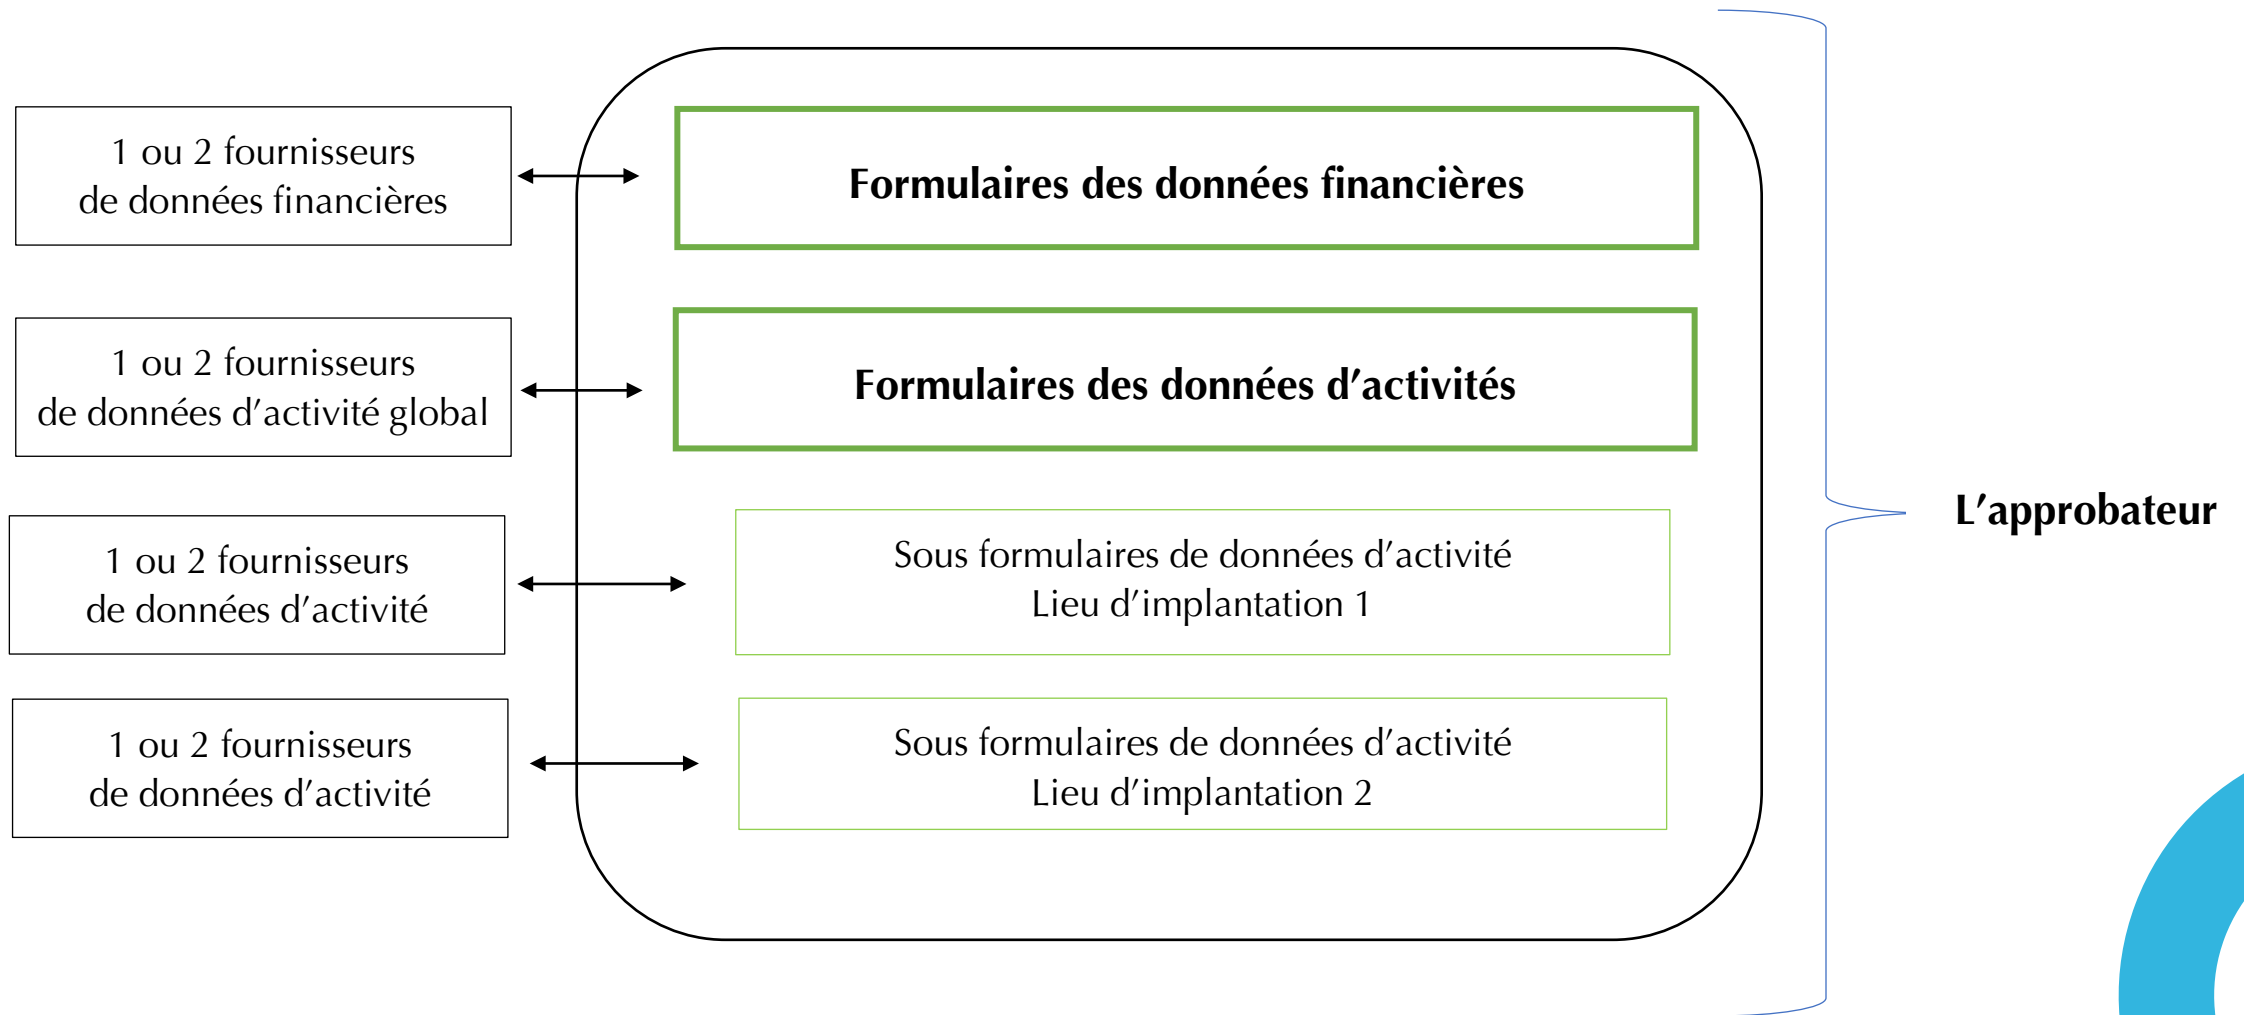 1 ou 2 fournisseurs
de données financières
Formulaires des données financières
1 ou 2 fournisseurs
de données d’activité global
Formulaires des données d’activités
1 ou 2 fournisseurs
de données d’activité
Sous formulaires de données d’activité
Lieu d’implantation 1
1 ou 2 fournisseurs
de données d’activité
Sous formulaires de données d’activité
Lieu d’implantation 2
L’approbateur